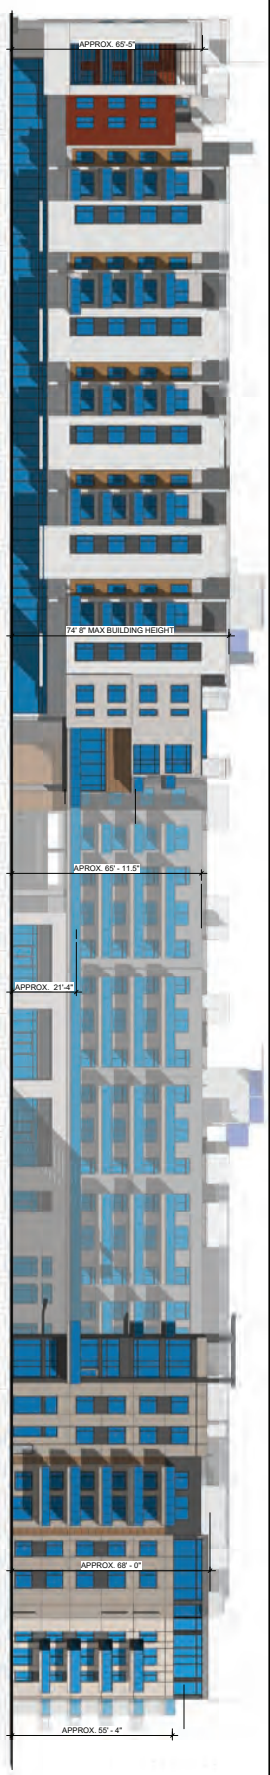 APPROX. 65'-5"
74' 8" MAX BUILDING HEIGHT
APROX. 65' - 11.5"
APPROX. 21'-4"
APPROX. 68' - 0"
APPROX. 55' - 4"